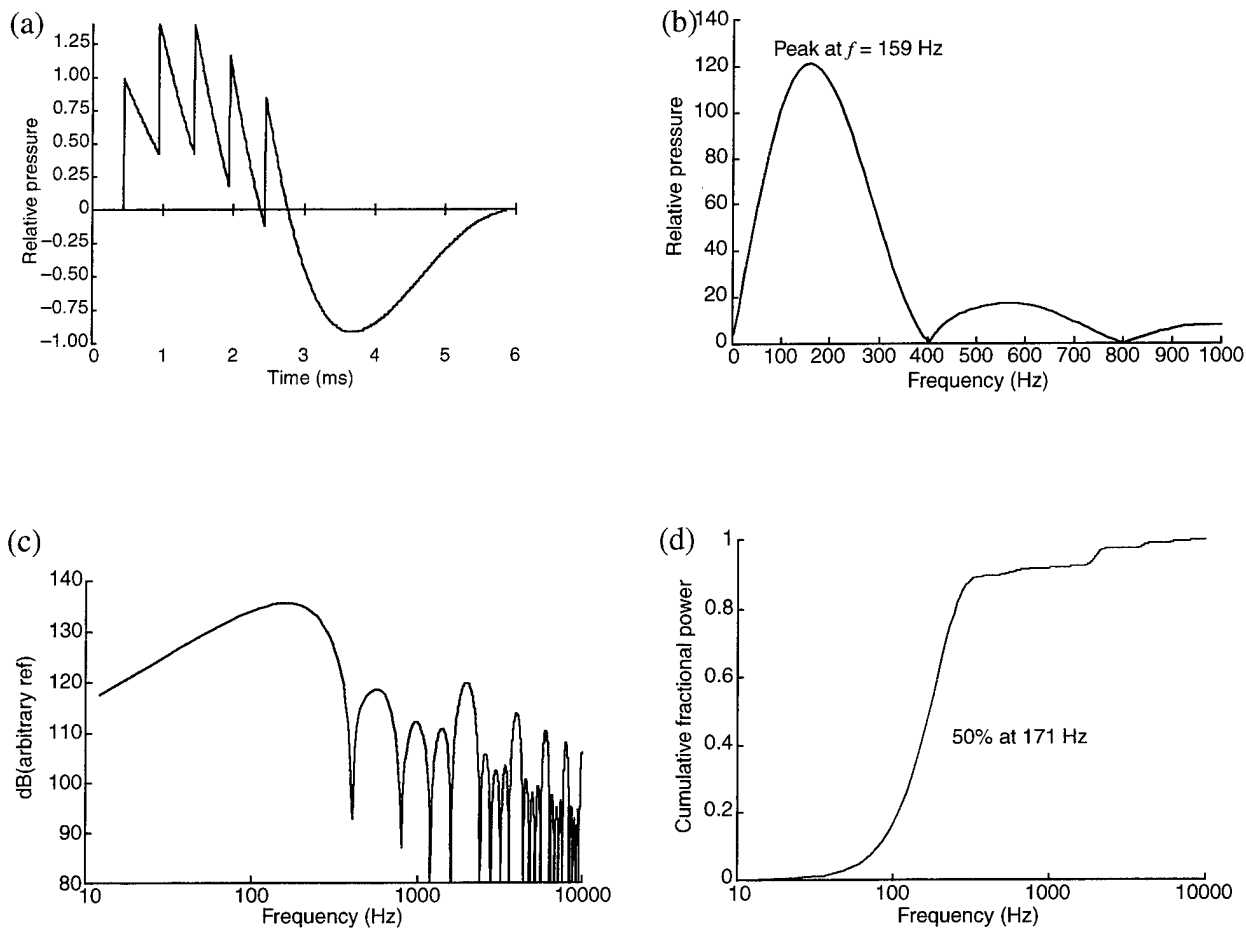 (a)
Relative pressure
1.25
1.00
0.75
0.50
0.25
0
−0.25
−0.50
−0.75
−1.00
0 1 2 3 4 5 6
Time (ms)
(b)
Relative pressure
140
120
100
80
60
40
20
0
Peak at f = 159 Hz
0 100 200 300 400 500 600 700 800 900 1000
Frequency (Hz)
(c)
dB(arbitrary ref)
140
130
120
110
100
90
80
10 100 1000 10000
Frequency (Hz)
(d)
Cumulative fractional power
1
0.8
0.6
0.4
0.2
0
50% at 171 Hz
10 100 1000 10000
Frequency (Hz)